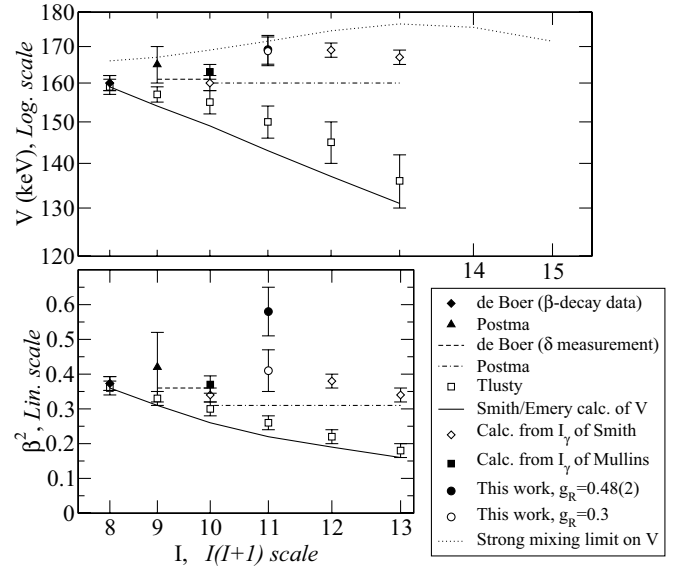 180
170
160
150
140
130
120
V (keV), Log. scale
14
15
0.6
0.5
0.4
0.3
0.2
0.1
0
β², Lin. scale
8
9
10
11
12
13
I, I(I+1) scale
de Boer (β-decay data)
Postma
de Boer (δ measurement)
Postma
Tlusty
Smith/Emery calc. of V
Calc. from Iγ of Smith
Calc. from Iγ of Mullins
This work, gR=0.48(2)
This work, gR=0.3
Strong mixing limit on V